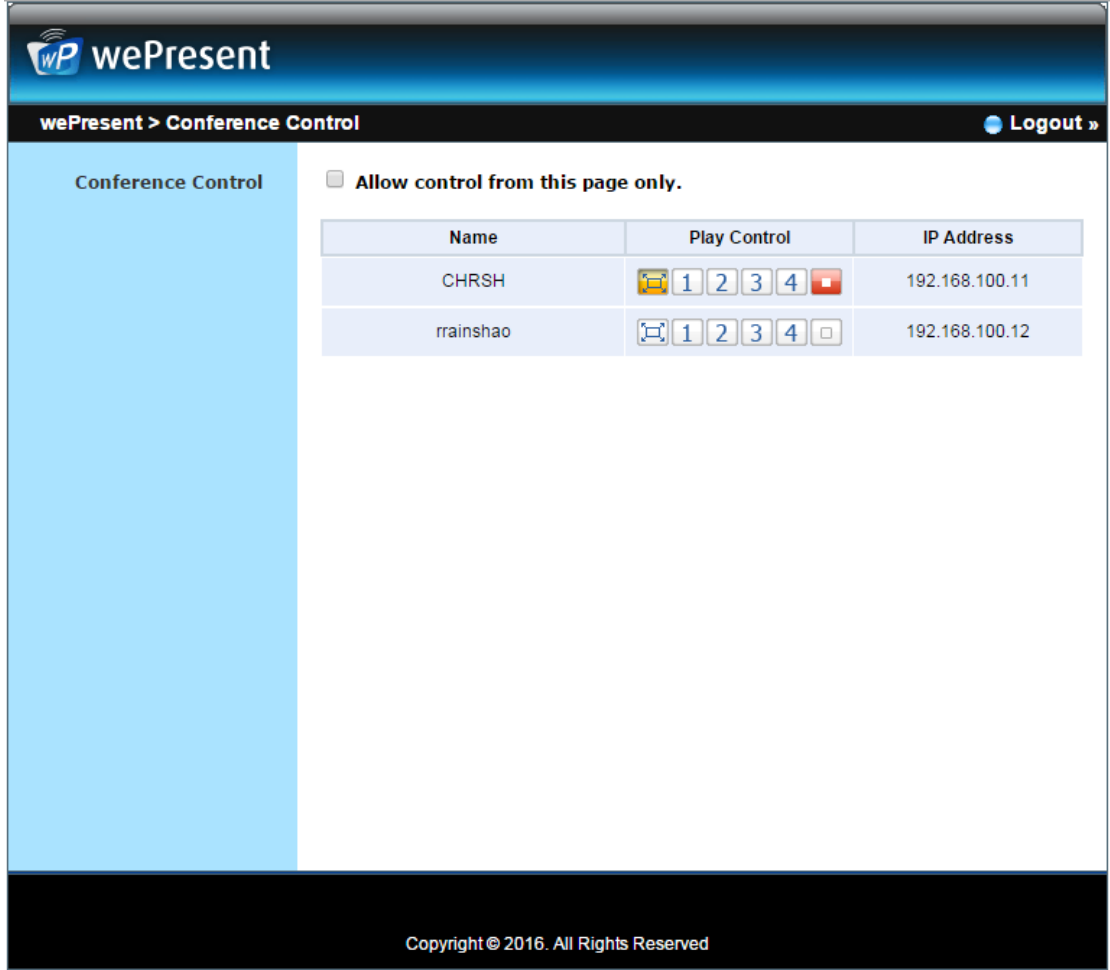 wP wePresent
wePresent > Conference Control
Logout »
Conference Control
Allow control from this page only.
Name Play Control IP Address
CHRSH 1 2 3 4 192.168.100.11
rrainshao 1 2 3 4 192.168.100.12
Copyright © 2016. All Rights Reserved